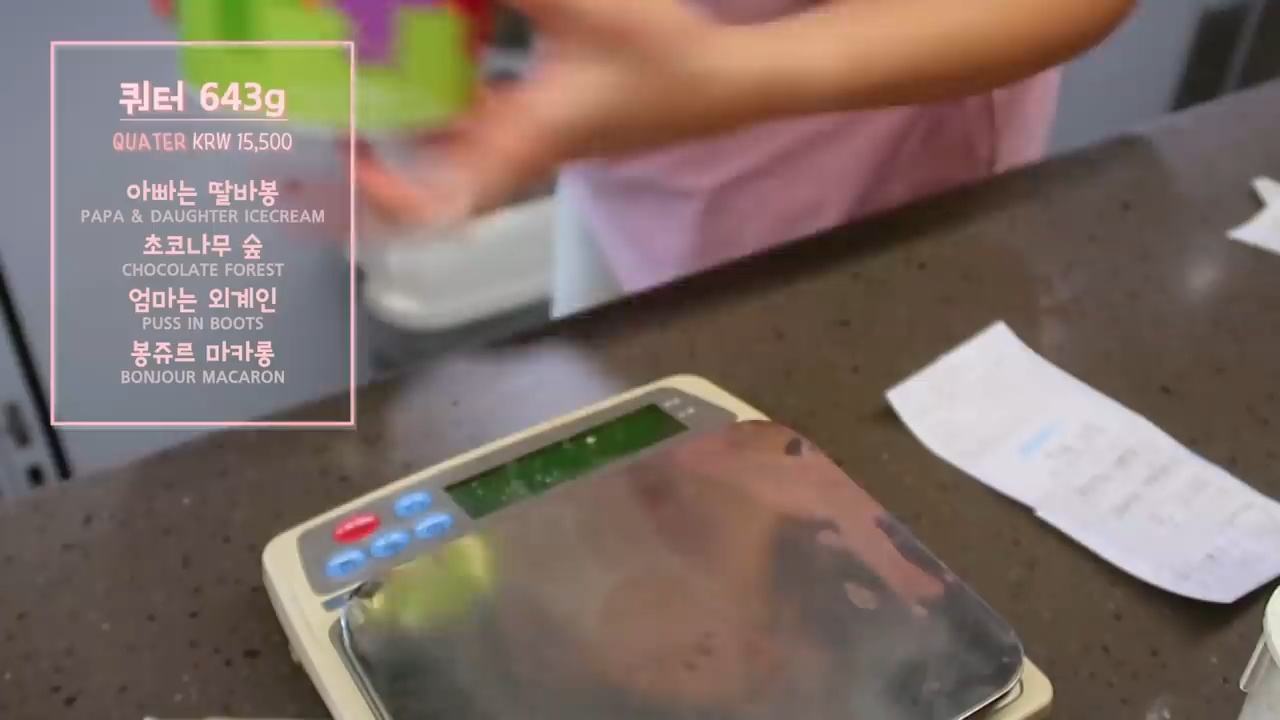 쿼터 643g
QUATER KRW 15,500
아빠는 딸바봉
PAPA & DAUGHTER ICECREAM
초코나무 숲
CHOCOLATE FOREST
엄마는 외계인
PUSS IN BOOTS
봉쥬르 마카롱
BONJOUR MACARON